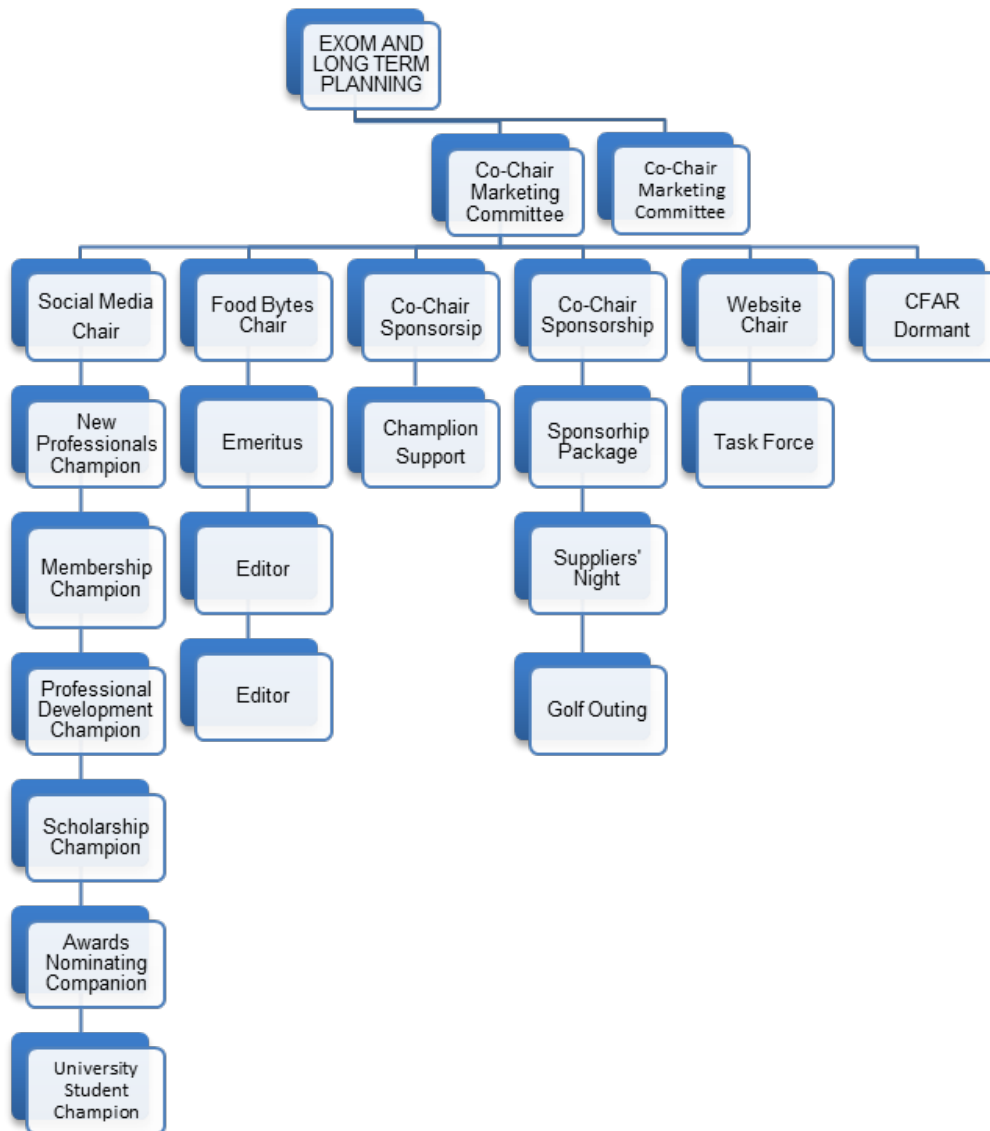 EXOM AND
LONG TERM
PLANNING
Co-Chair
Marketing
Committee
Co-Chair
Marketing
Committee
Social Media
Chair
Food Bytes
Chair
Co-Chair
Sponsorsip
Co-Chair
Sponsorship
Website
Chair
CFAR
Dormant
New
Professionals
Champion
Emeritus
Champlion
Support
Sponsorhip
Package
Task Force
Membership
Champion
Editor
Suppliers'
Night
Professional
Development
Champion
Editor
Golf Outing
Scholarship
Champion
Awards
Nominating
Companion
University
Student
Champion